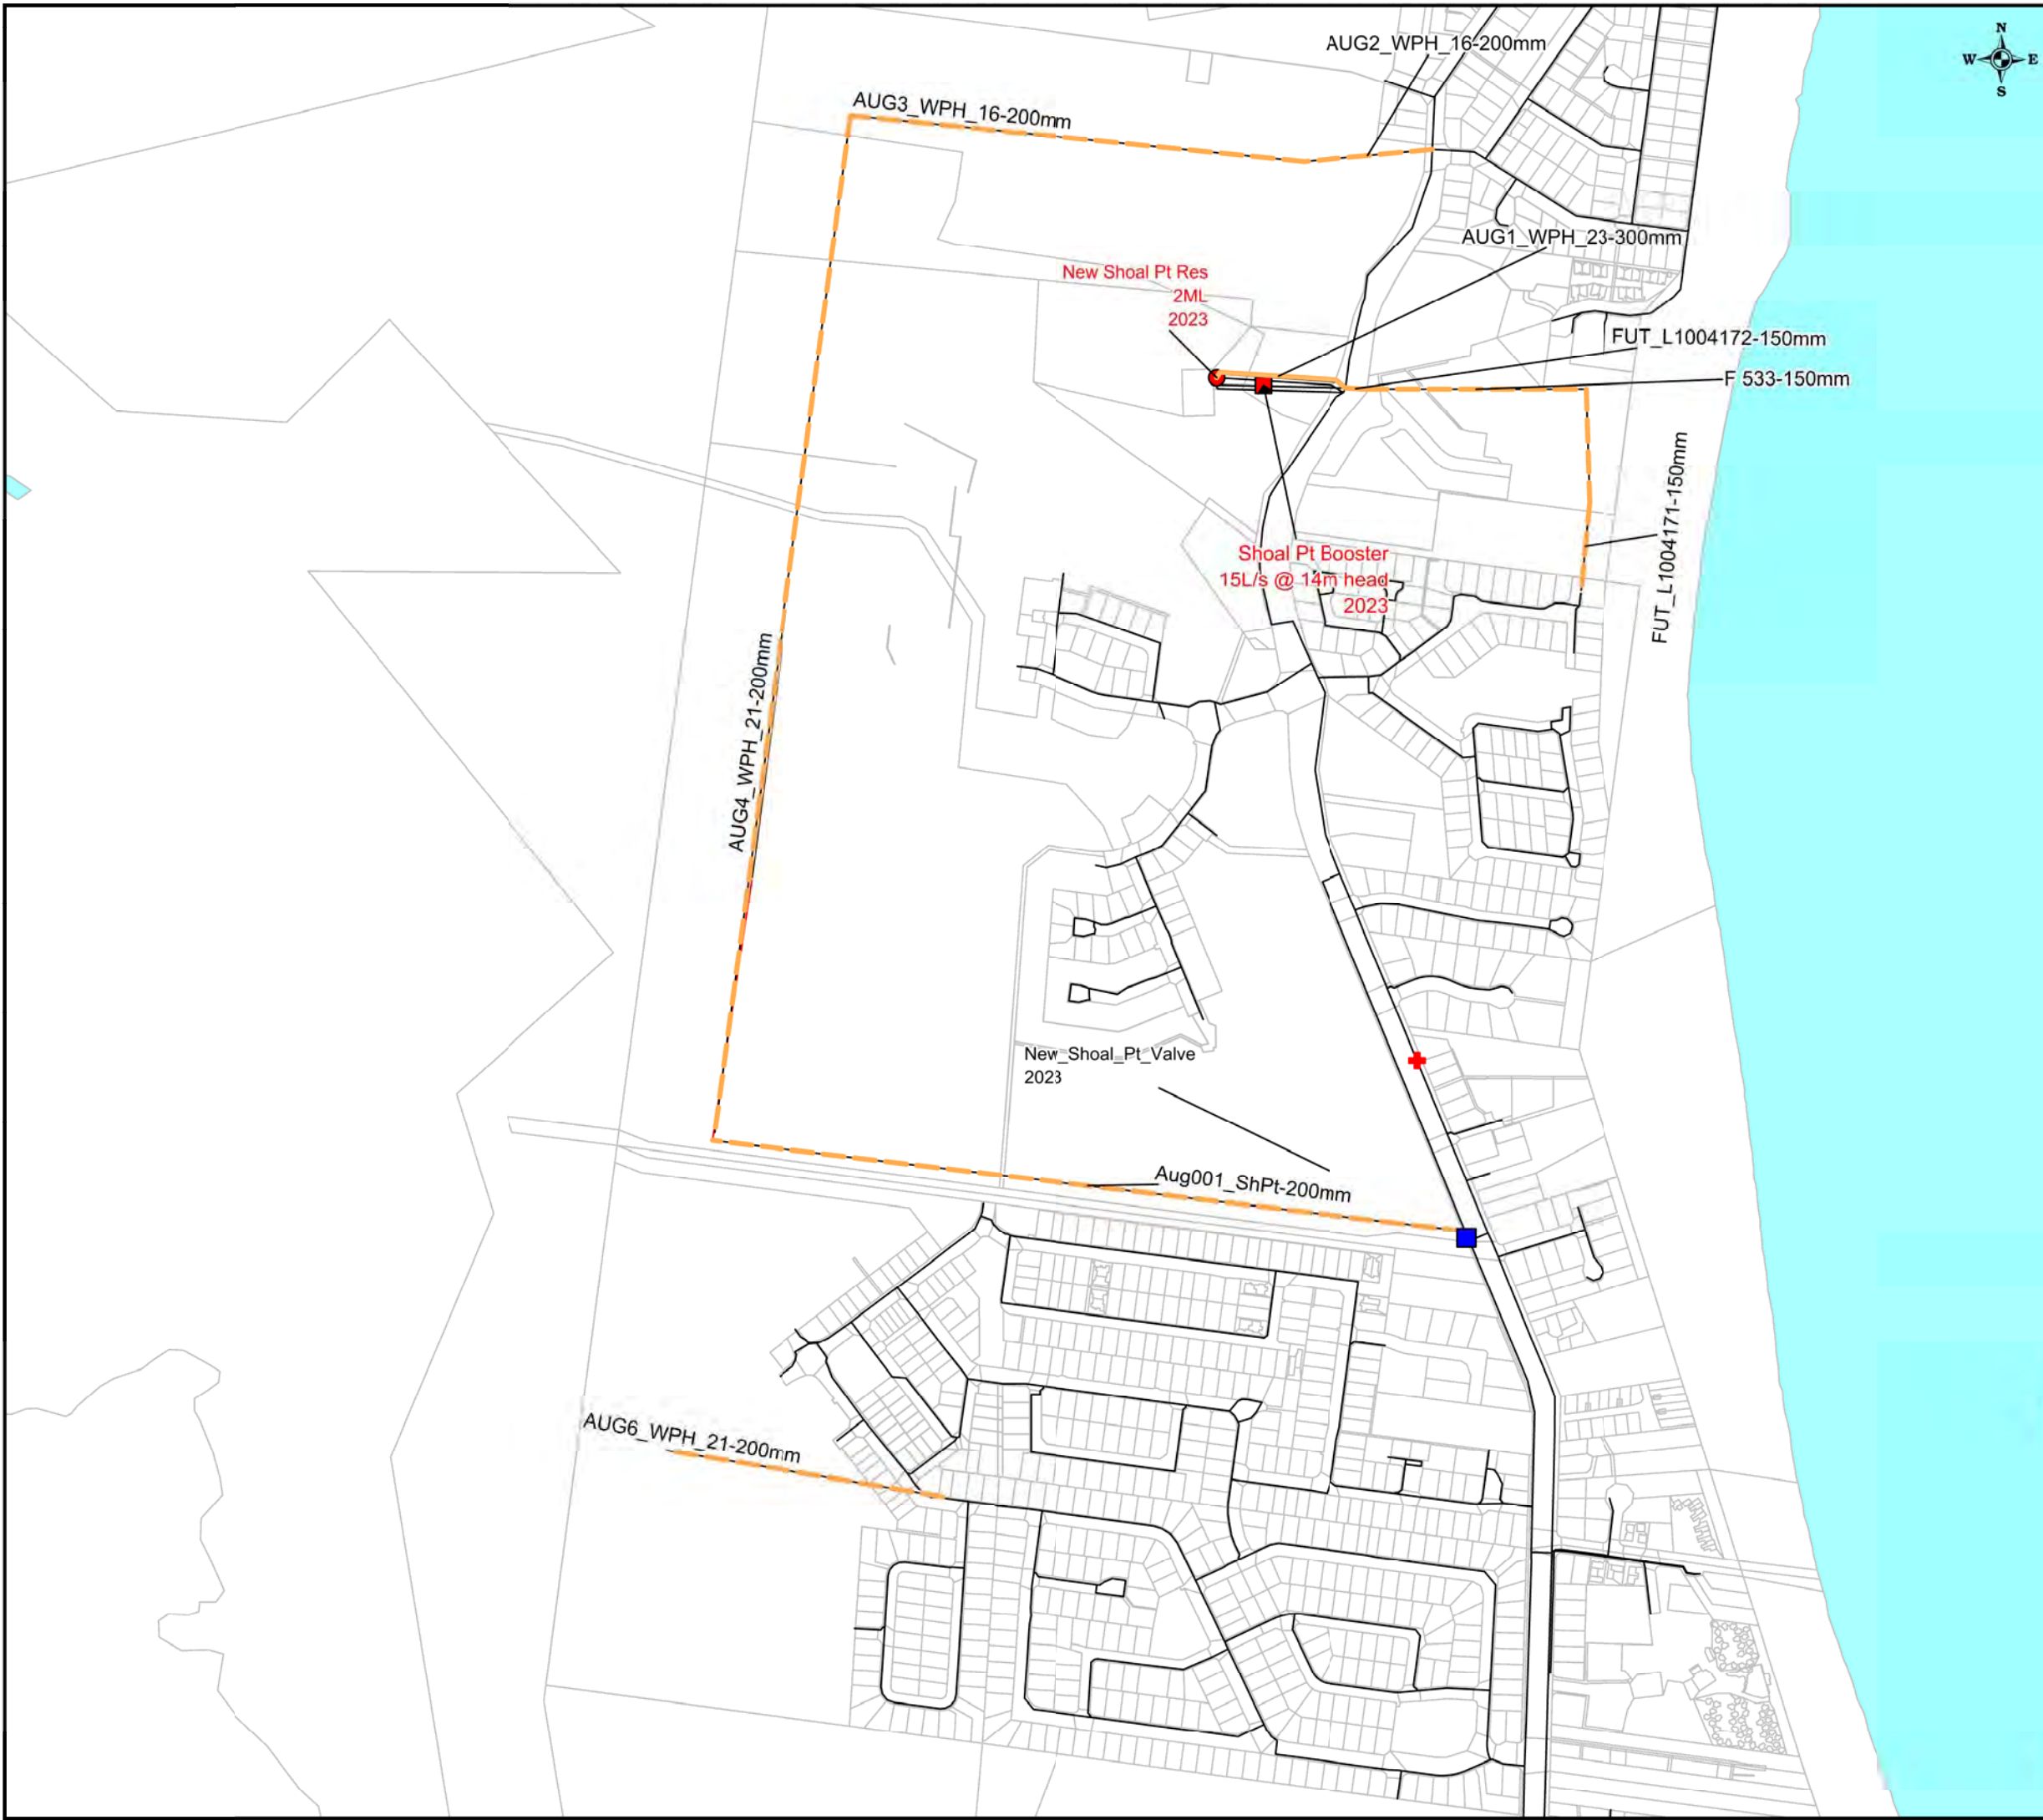 AUG2_WPH_16-200mm
N
W E
S
AUG3_WPH_16-200mm
AUG1_WPH_23-300mm
New Shoal Pt Res
2ML
2023
FUT_L1004172-150mm
F 533-150mm
FUT_L1004171-150mm
Shoal Pt Booster
15L/s @ 14m head
2023
AUG4_WPH_21-200mm
New_Shoal_Pt_Valve
2023
Aug001_ShPt-200mm
AUG6_WPH_21-200mm